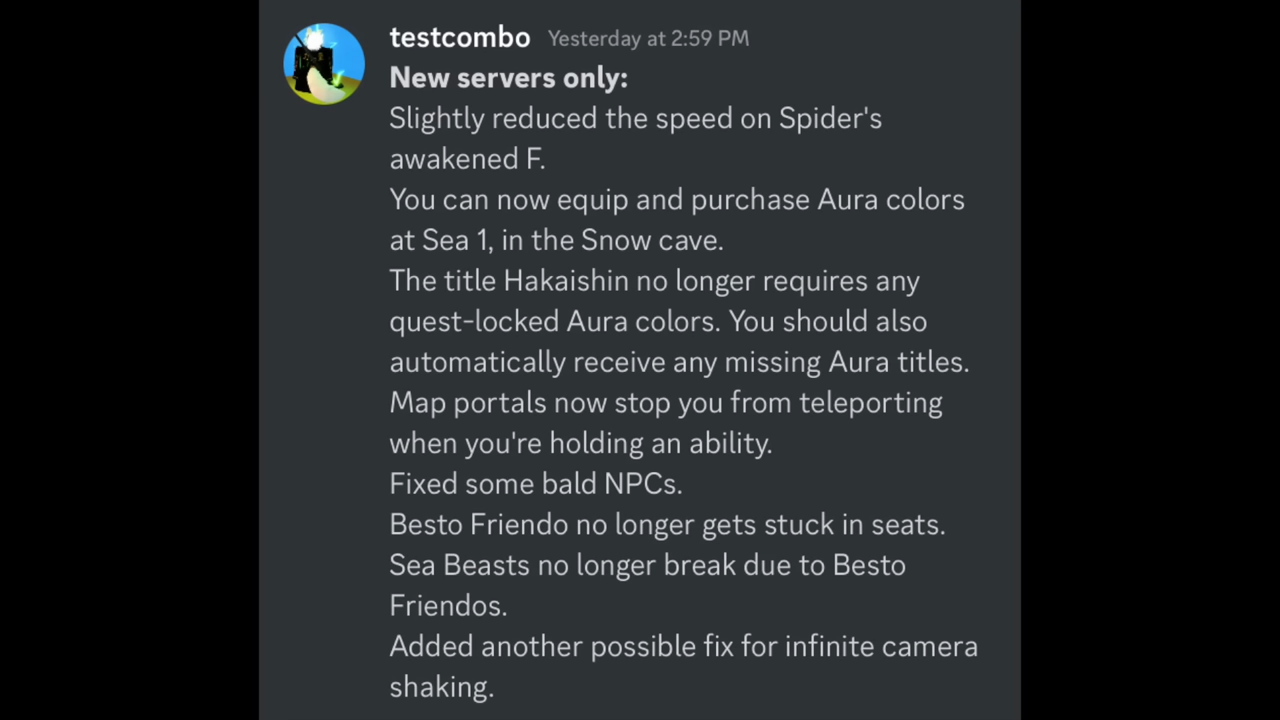 testcombo Yesterday at 2:59 PM
New servers only:
Slightly reduced the speed on Spider's
awakened F.
You can now equip and purchase Aura colors
at Sea 1, in the Snow cave.
The title Hakaishin no longer requires any
quest-locked Aura colors. You should also
automatically receive any missing Aura titles.
Map portals now stop you from teleporting
when you're holding an ability.
Fixed some bald NPCs.
Besto Friendo no longer gets stuck in seats.
Sea Beasts no longer break due to Besto
Friendos.
Added another possible fix for infinite camera
shaking.